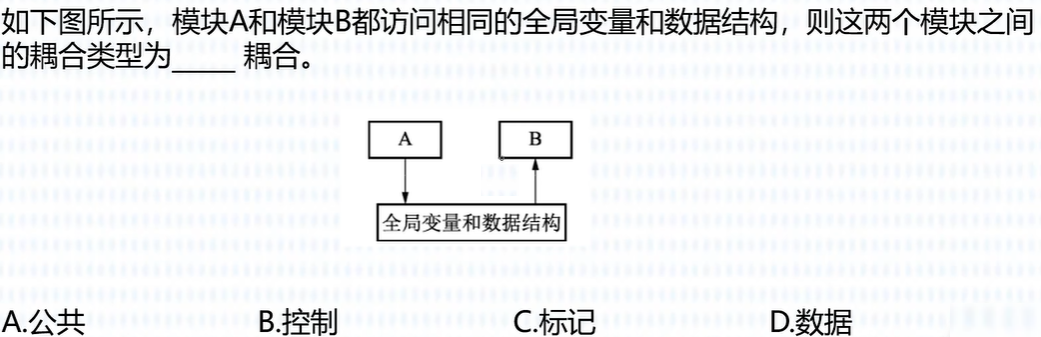 如下图所示，模块A和模块B都访问相同的全局变量和数据结构，则这两个模块之间
的耦合类型为_____ 耦合。
A B
全局变量和数据结构
A.公共 B.控制 C.标记 D.数据